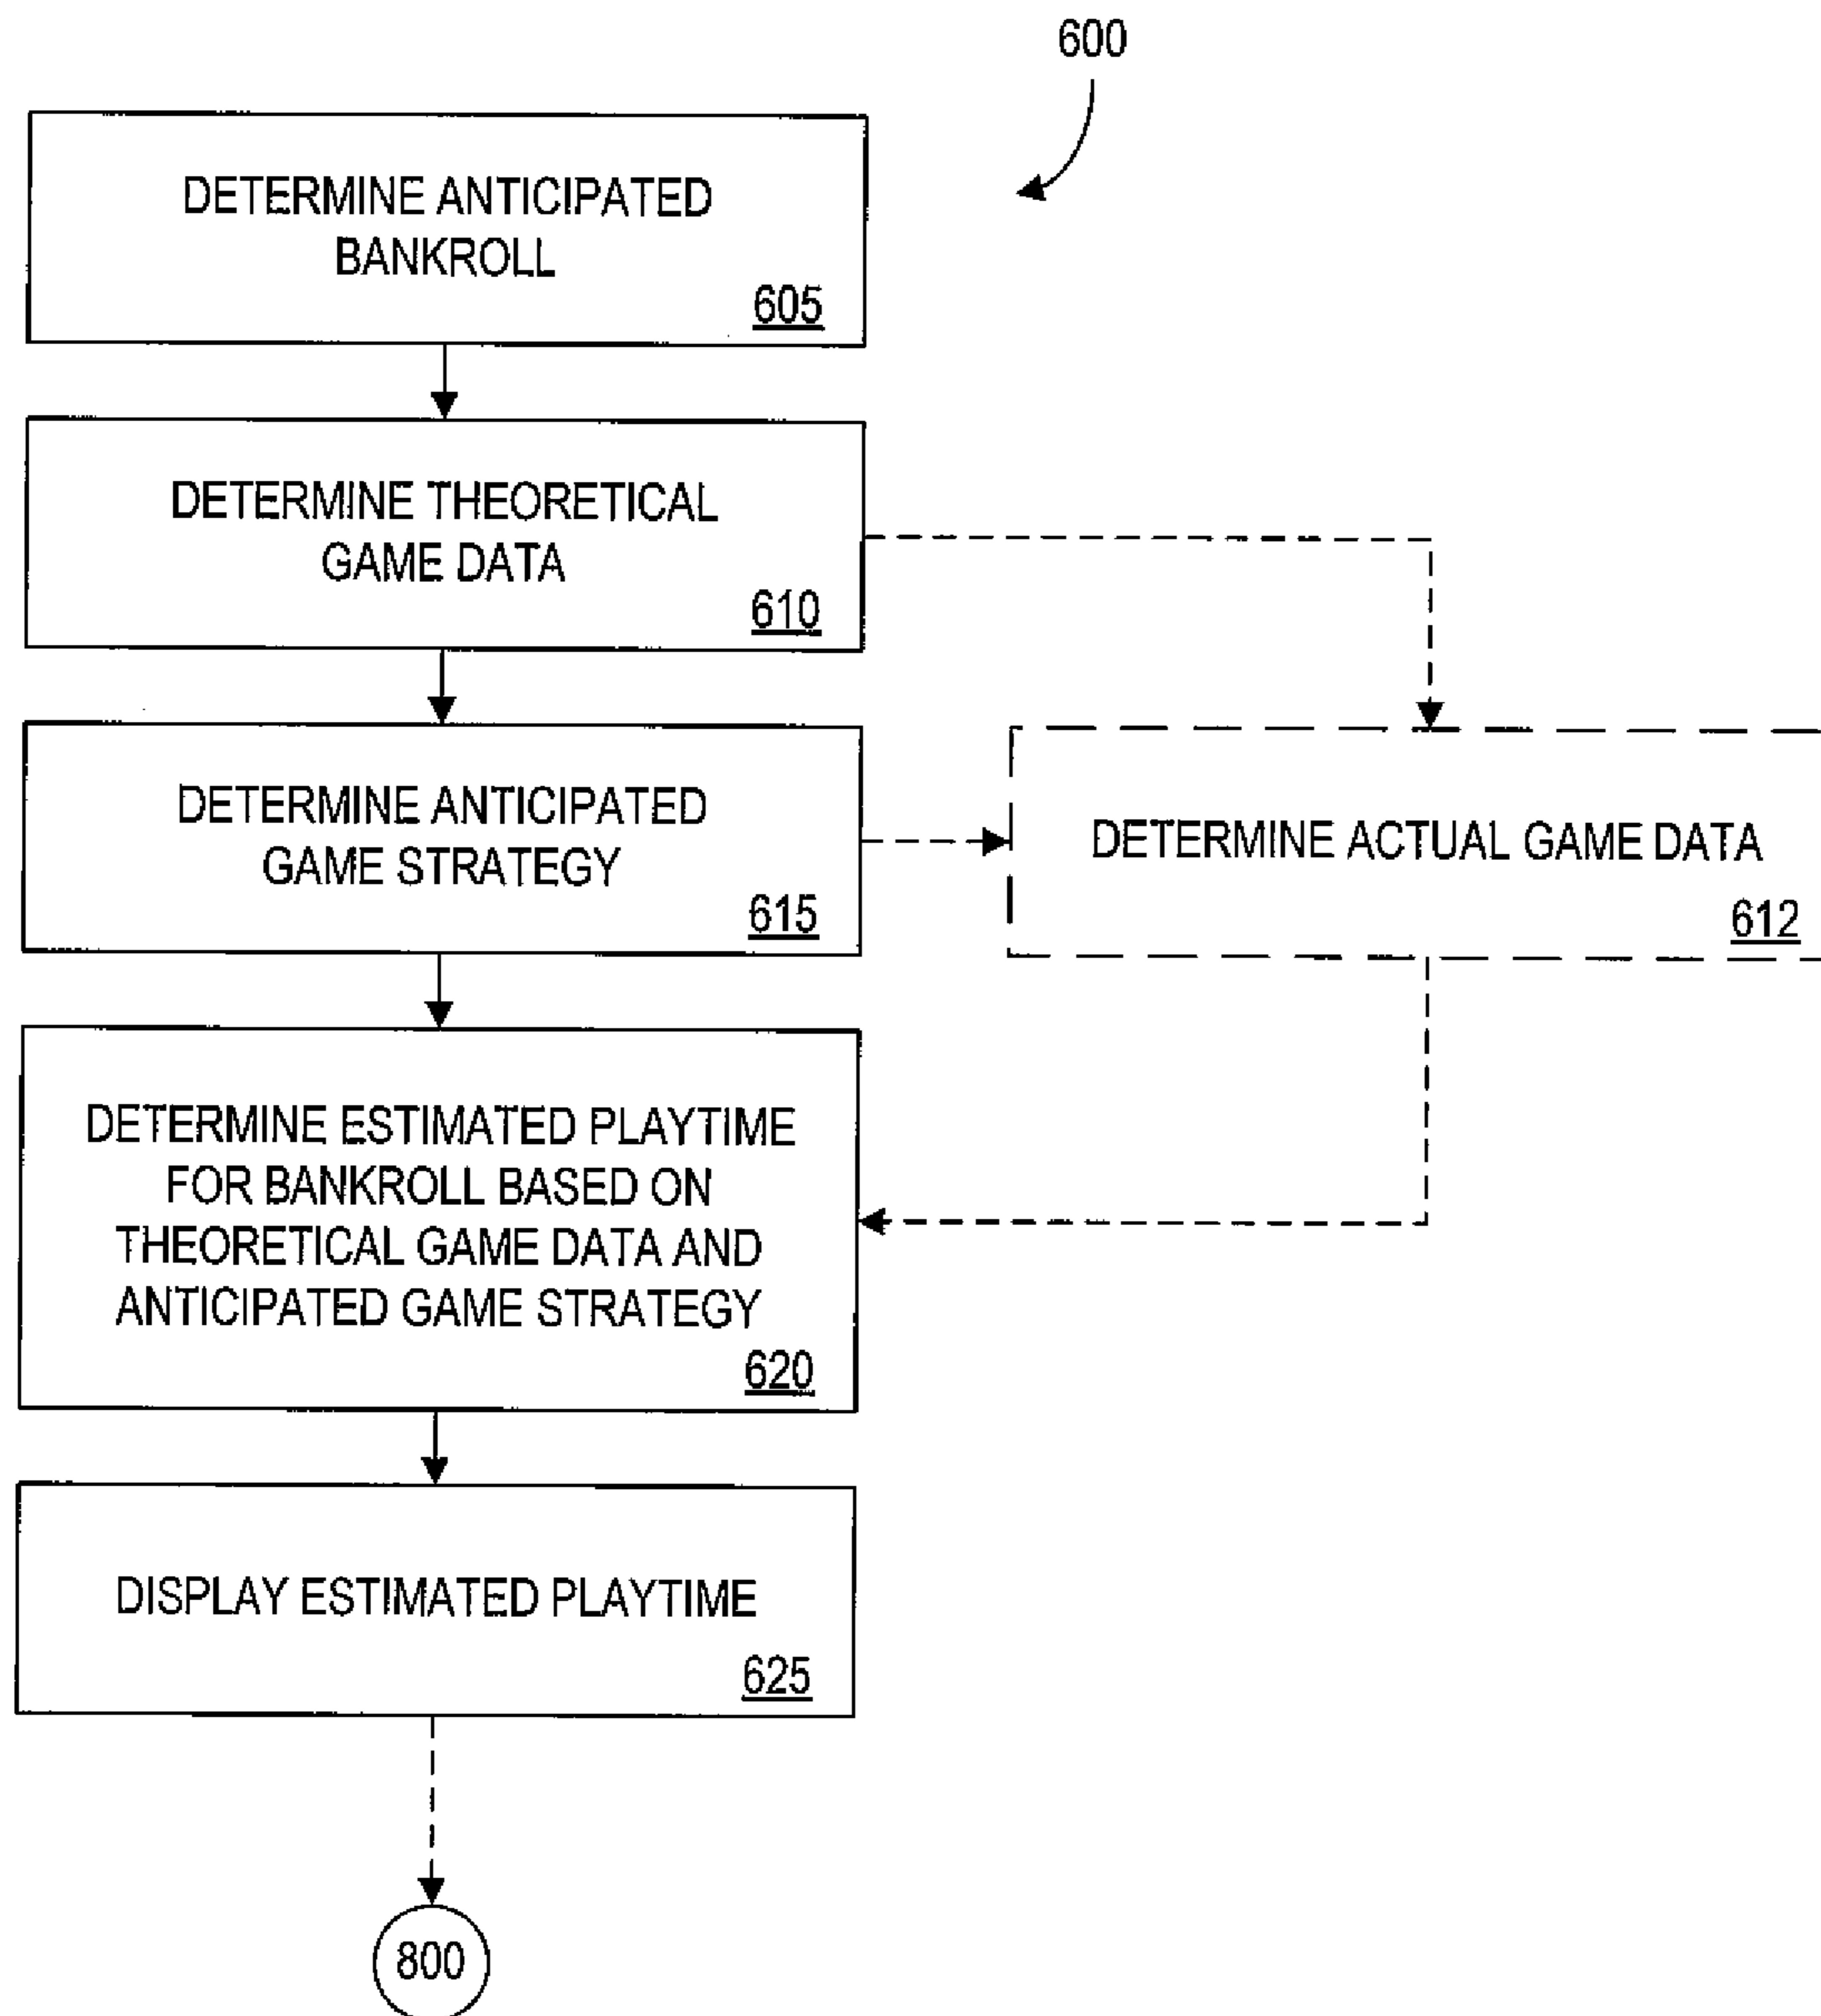 600
DETERMINE ANTICIPATED
BANKROLL
605
DETERMINE THEORETICAL
GAME DATA
610
DETERMINE ANTICIPATED
GAME STRATEGY
615
DETERMINE ACTUAL GAME DATA
612
DETERMINE ESTIMATED PLAYTIME
FOR BANKROLL BASED ON
THEORETICAL GAME DATA AND
ANTICIPATED GAME STRATEGY
620
DISPLAY ESTIMATED PLAYTIME
625
800